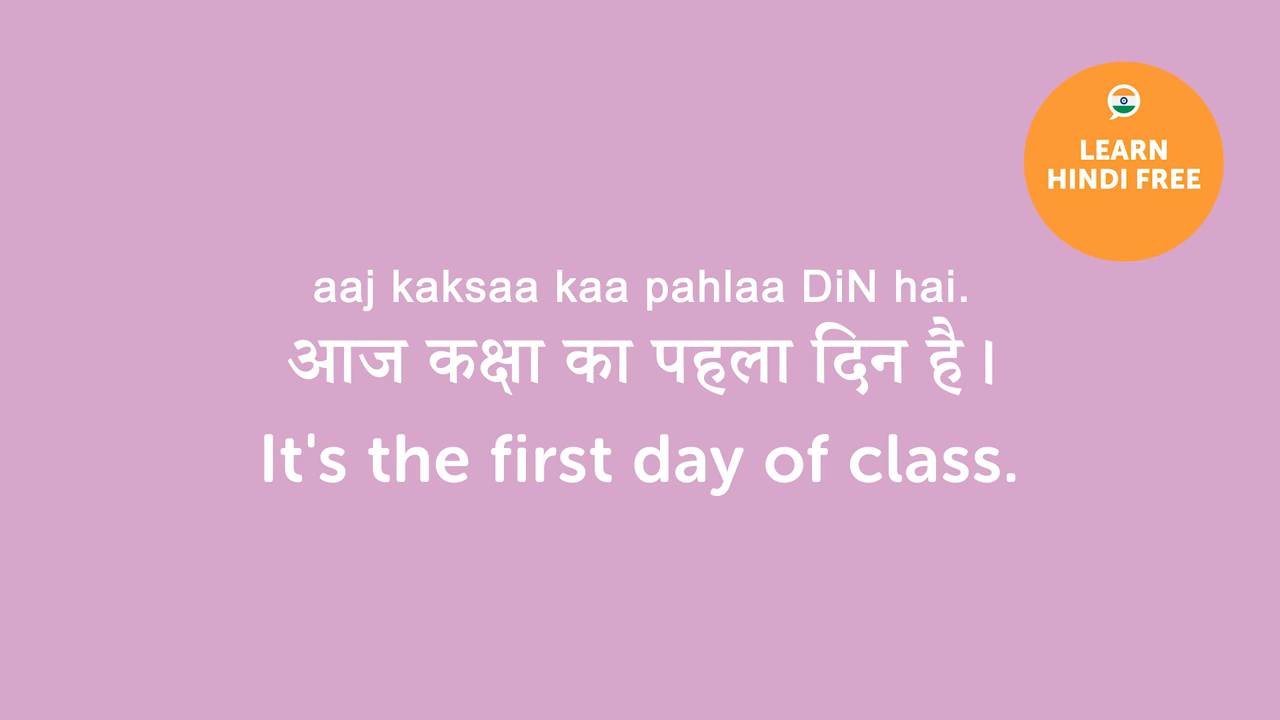 LEARN
HINDI FREE
aaj kaksaa kaa pahlaa DiN hai.
आज कक्षा का पहला दिन है।
It's the first day of class.